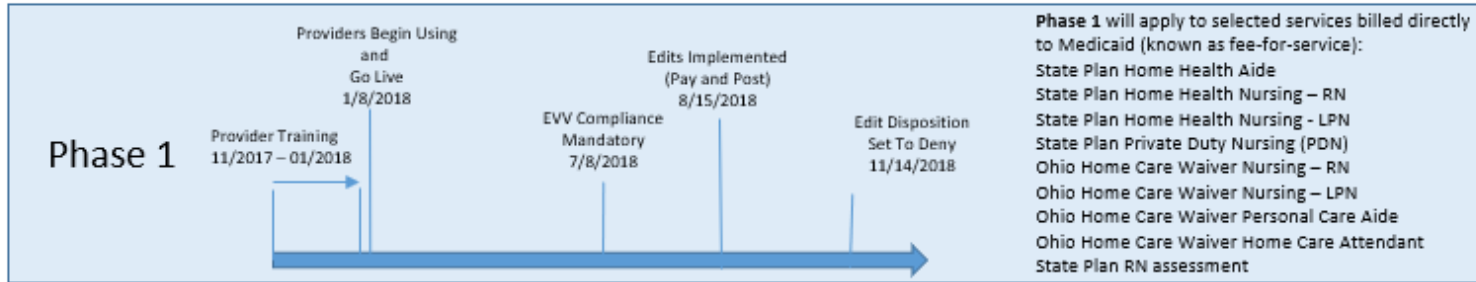 Phase 1
Provider Training
11/2017 – 01/2018
Providers Begin Using
and
Go Live
1/8/2018
EVV Compliance
Mandatory
7/8/2018
Edits Implemented
(Pay and Post)
8/15/2018
Edit Disposition
Set To Deny
11/14/2018
Phase 1 will apply to selected services billed directly
to Medicaid (known as fee-for-service):
State Plan Home Health Aide
State Plan Home Health Nursing – RN
State Plan Home Health Nursing - LPN
State Plan Private Duty Nursing (PDN)
Ohio Home Care Waiver Nursing – RN
Ohio Home Care Waiver Nursing – LPN
Ohio Home Care Waiver Personal Care Aide
Ohio Home Care Waiver Home Care Attendant
State Plan RN assessment